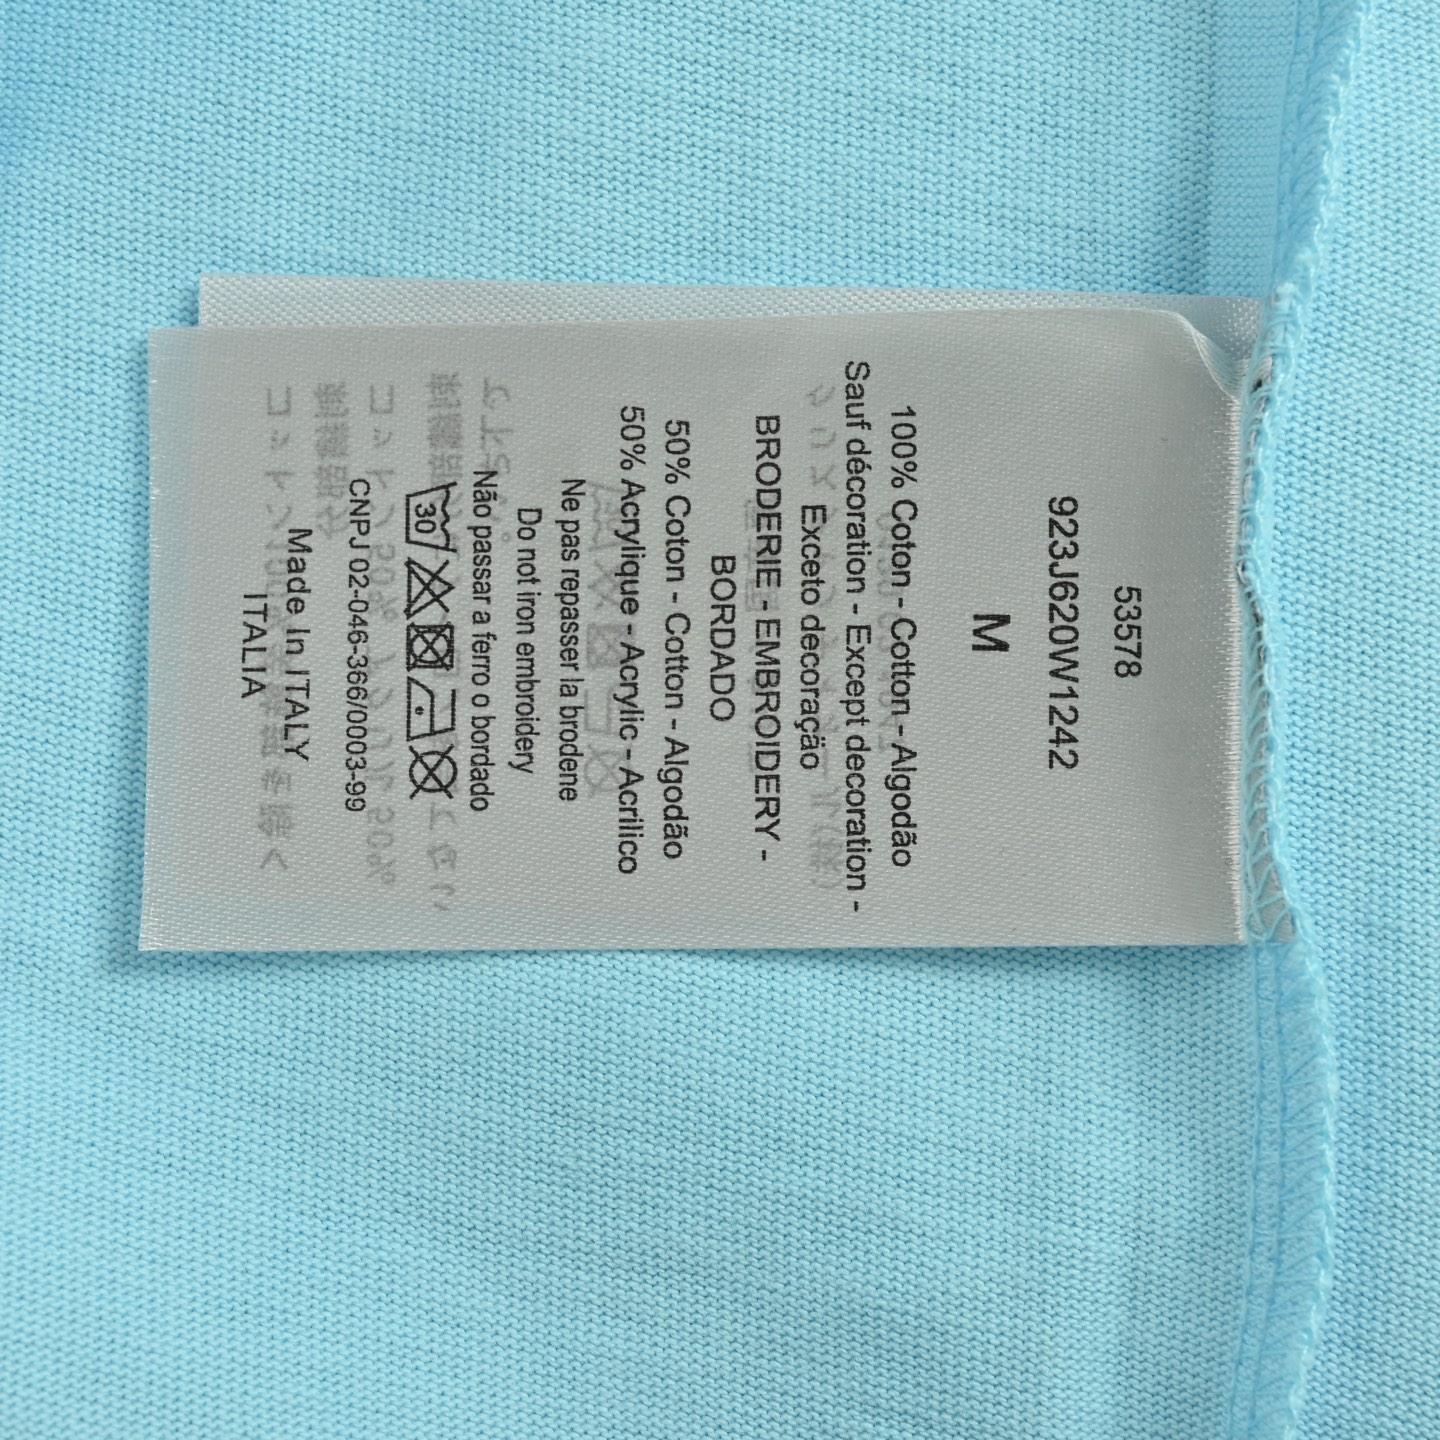 53578
923J620W1242
M
100% Coton - Cotton - Algodão
Sauf décoration - Except decoration -
Exceto decoração
BRODERIE - EMBROIDERY -
BORDADO
50% Coton - Cotton - Algodão
50% Acrylique - Acrylic - Acrilico
Ne pas repasser la brodene
Do not iron embroidery
Não passar a ferro o bordado
30
CNPJ 02-046-366/0003-99
Made In ITALY
ITALIA